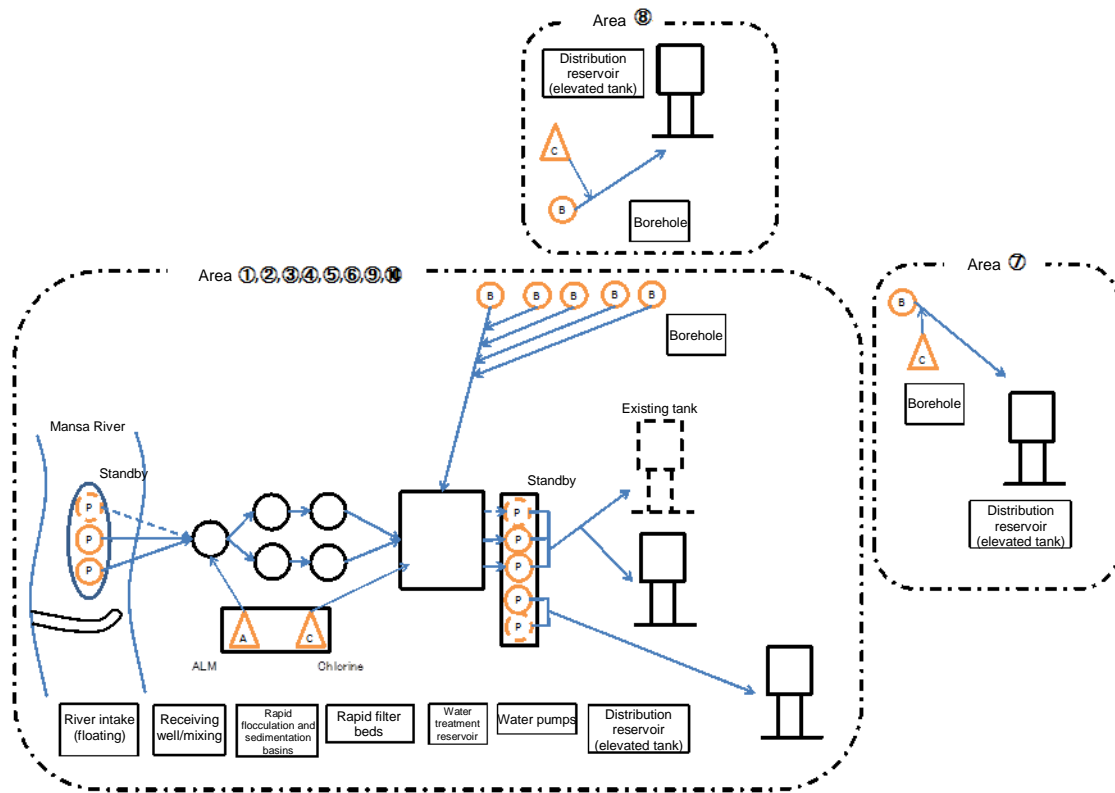 Area ⑧
Distribution
reservoir
(elevated tank)
C
B
Borehole
Area ①,②,③,④,⑤,⑥,⑨,⑩
B B B B B
Borehole
Area ⑦
B
C
Borehole
Distribution
reservoir
(elevated tank)
Existing tank
Mansa River
Standby
Standby
P
P
P
P
P
P
P
P
A
C
ALM
Chlorine
River intake
(floating)
Receiving
well/mixing
Rapid
flocculation and
sedimentation
basins
Rapid filter
beds
Water
treatment
reservoir
Water pumps
Distribution
reservoir
(elevated tank)